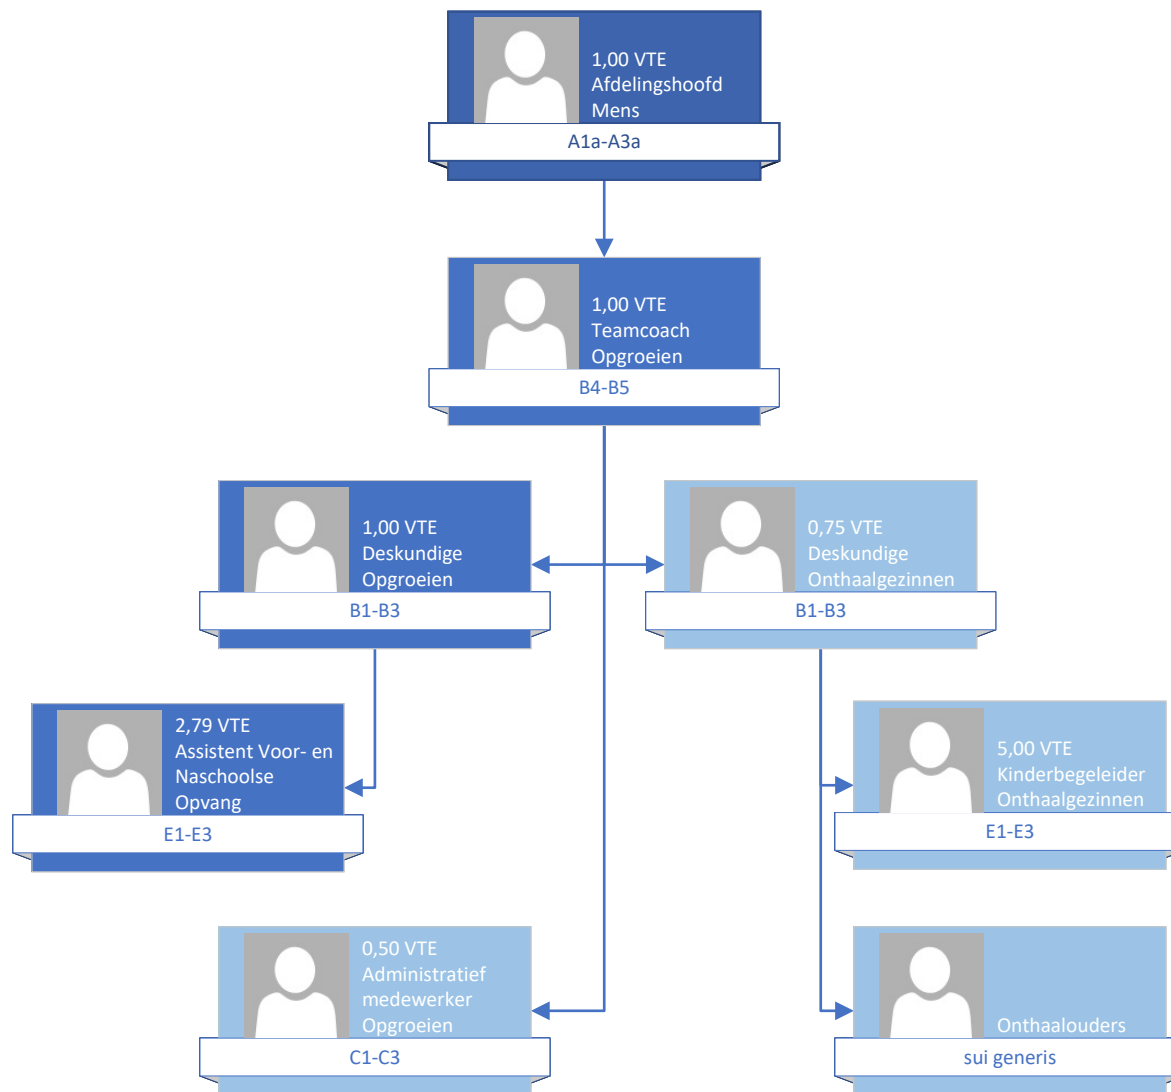 1,00 VTE
Afdelingshoofd
Mens
A1a-A3a
1,00 VTE
Teamcoach
Opgroeien
B4-B5
1,00 VTE
Deskundige
Opgroeien
B1-B3
0,75 VTE
Deskundige
Onthaalgezinnen
B1-B3
2,79 VTE
Assistent Voor- en
Naschoolse
Opvang
E1-E3
5,00 VTE
Kinderbegeleider
Onthaalgezinnen
E1-E3
0,50 VTE
Administratief
medewerker
Opgroeien
C1-C3
Onthaalouders
sui generis